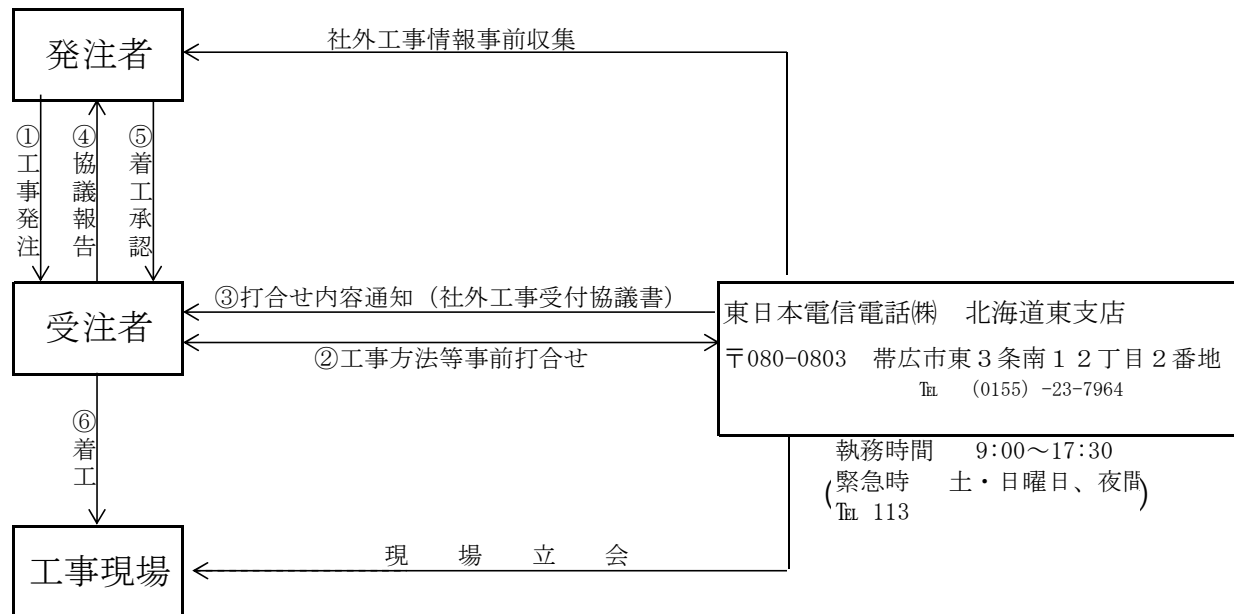 発注者
社外工事情報事前収集
①工事発注
④協議報告
⑤着工承認
受注者
③打合せ内容通知（社外工事受付協議書）
②工事方法等事前打合せ
東日本電信電話㈱　北海道東支店
〒080-0803　帯広市東３条南１２丁目２番地
℡　（0155）-23-7964
執務時間　9:00～17:30
（緊急時　土・日曜日、夜間）
℡ 113
⑥着工
工事現場
現場立会